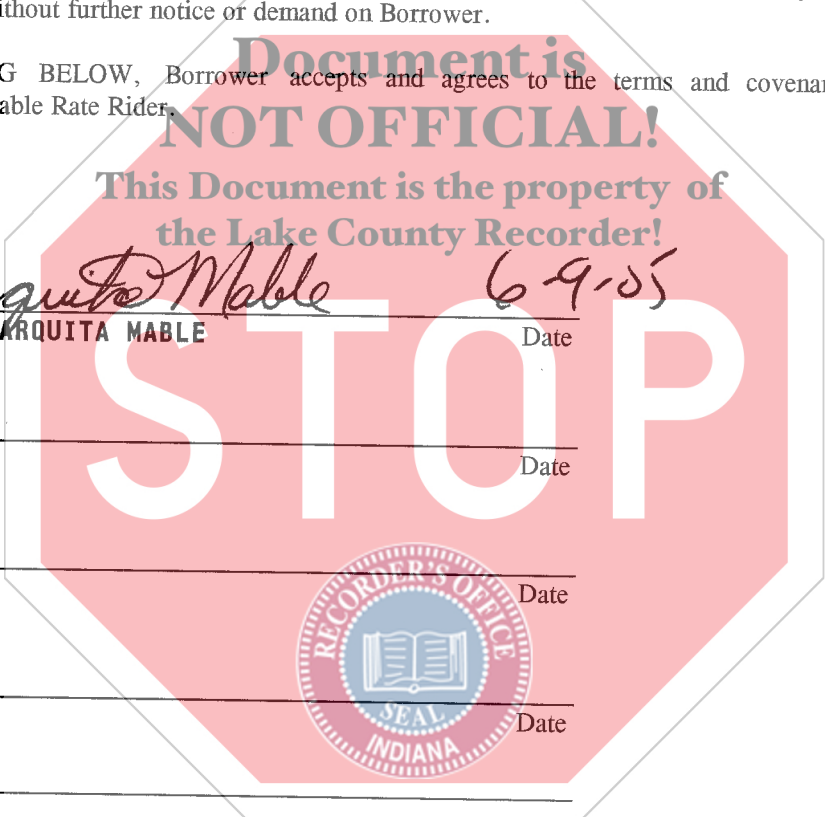 ithout further notice or demand on Borrower.
Document is
G BELOW, Borrower accepts and agrees to the terms and covenan
able Rate Rider.
NOT OFFICIAL!
This Document is the property of
the Lake County Recorder!
quita Mable 6-9-05
ARQUITA MABLE
Date
STOP
Date
Date
RECORDER'S OFFICE
SEAL
INDIANA
Date